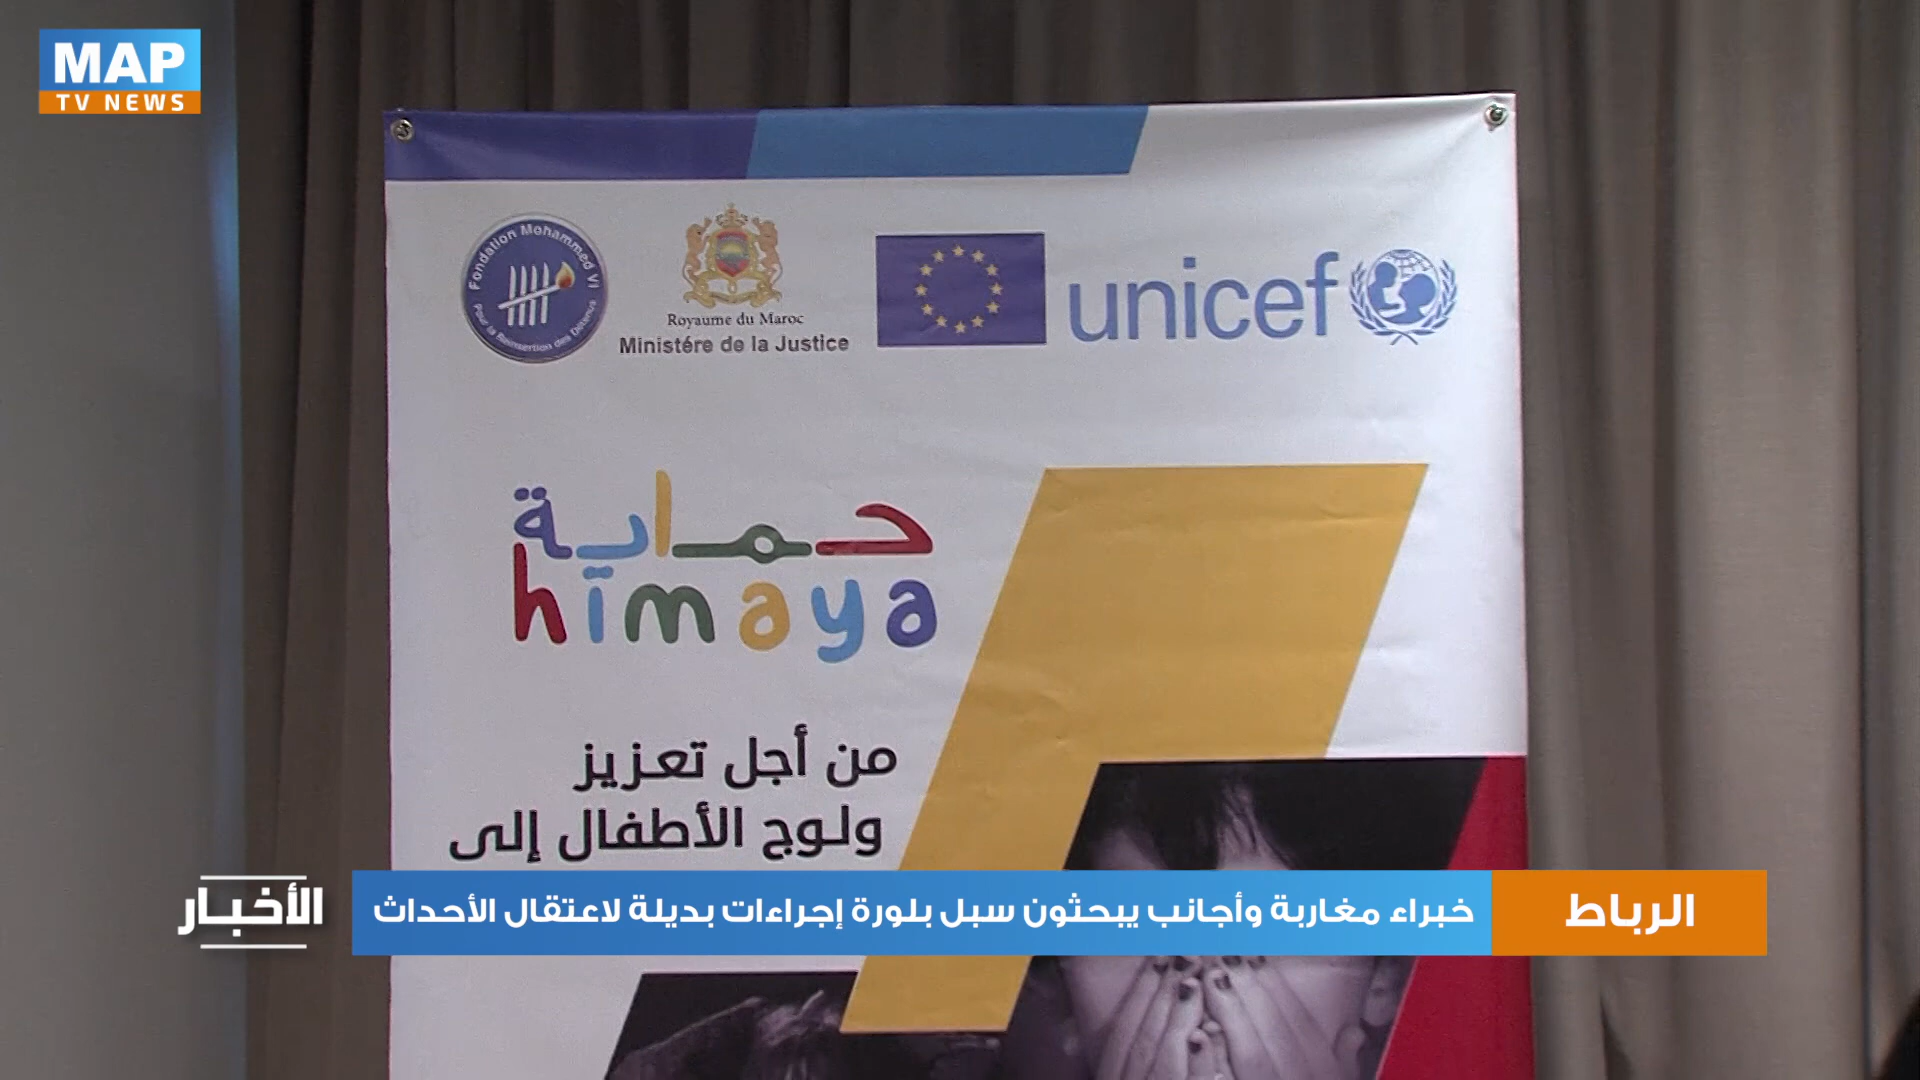 MAP
TV NEWS
Fondation Mohammed VI
Pour la Réinsertion des Détenus
Royaume du Maroc
Ministére de la Justice
unicef
حماية
himaya
من أجل تعزيز
ولوج الأطفال إلى
الرباط
خبراء مغاربة وأجانب يبحثون سبل بلورة إجراءات بديلة لاعتقال الأحداث
الأخبار